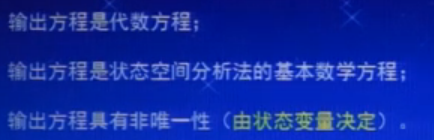 输出方程是代数方程；
输出方程是状态空间分析法的基本数学方程；
输出方程具有非唯一性（由状态变量决定）。